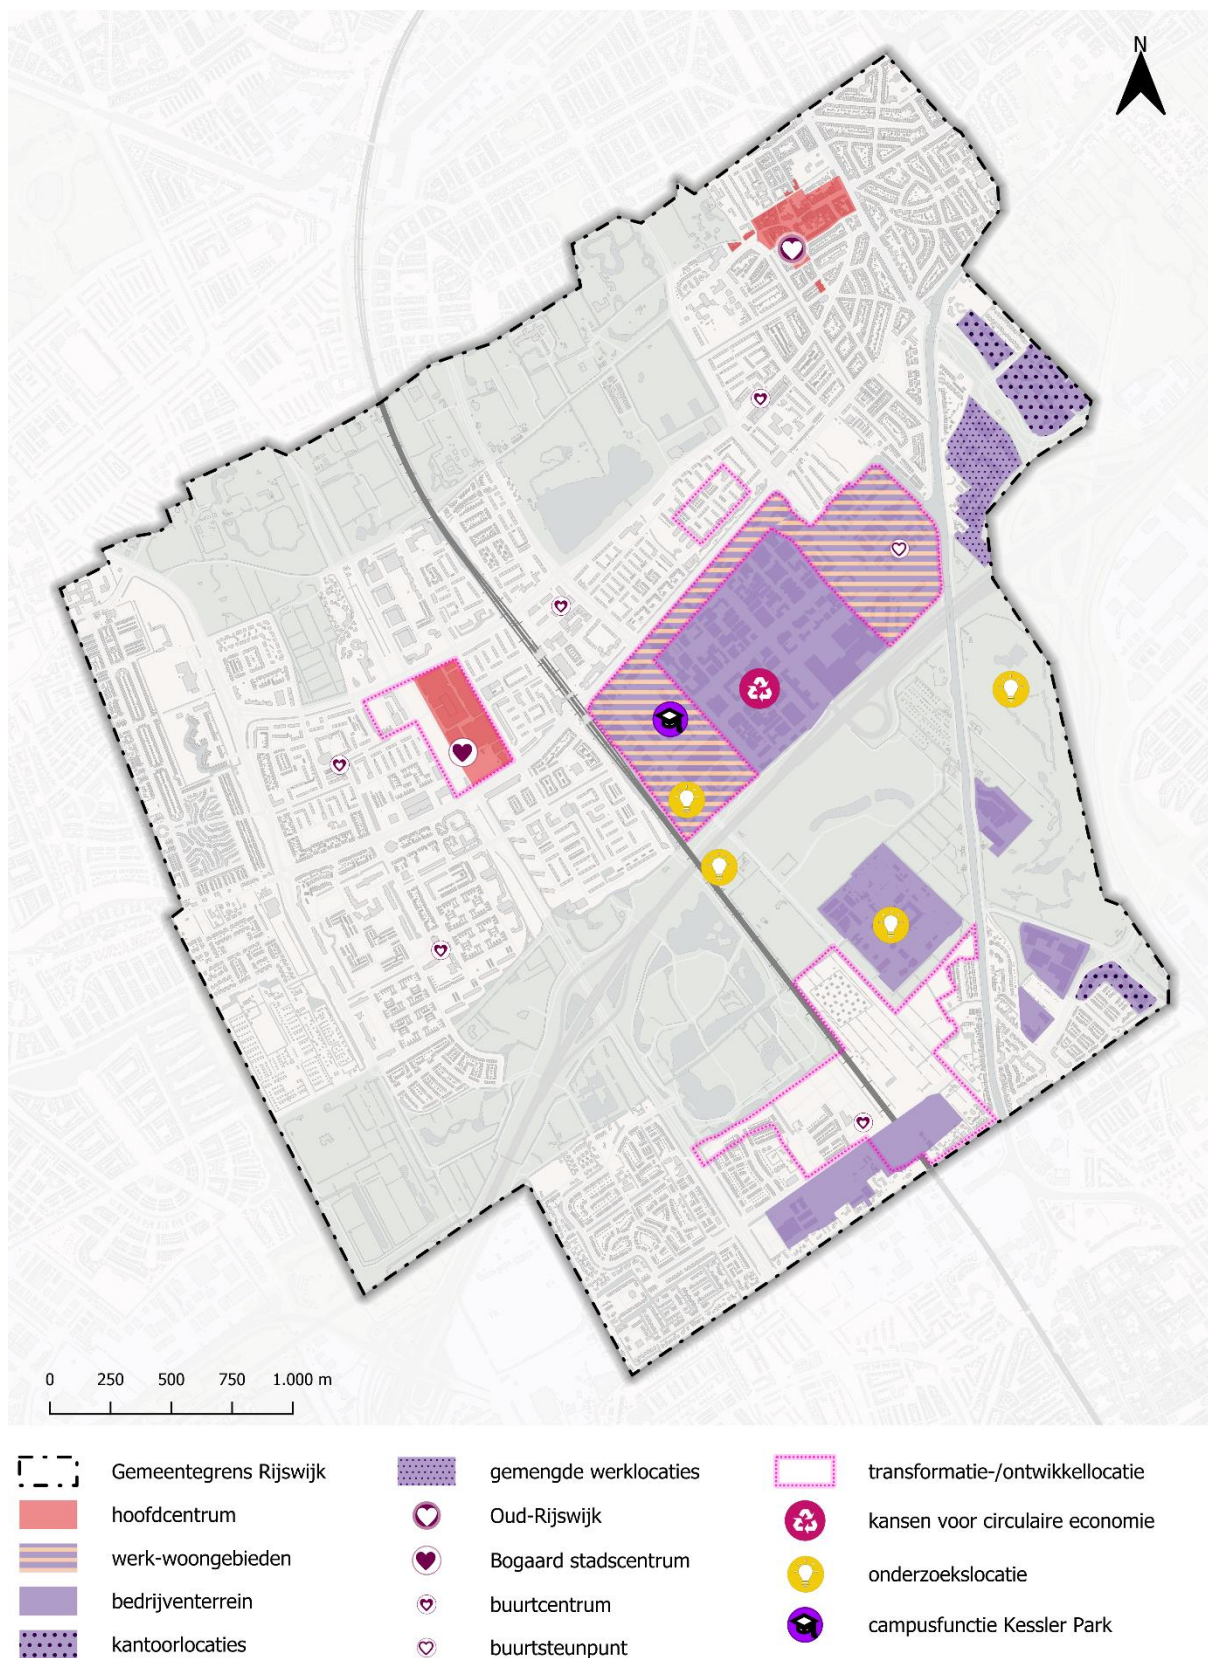 N
0 250 500 750 1.000 m
Gemeentegrens Rijswijk
hoofdcentrum
werk-woongebieden
bedrijventerrein
kantoorlocaties
gemengde werklocaties
Oud-Rijswijk
Bogaard stadscentrum
buurtcentrum
buurtsteunpunt
transformatie-/ontwikkellocatie
kansen voor circulaire economie
onderzoekslocatie
campusfunctie Kessler Park